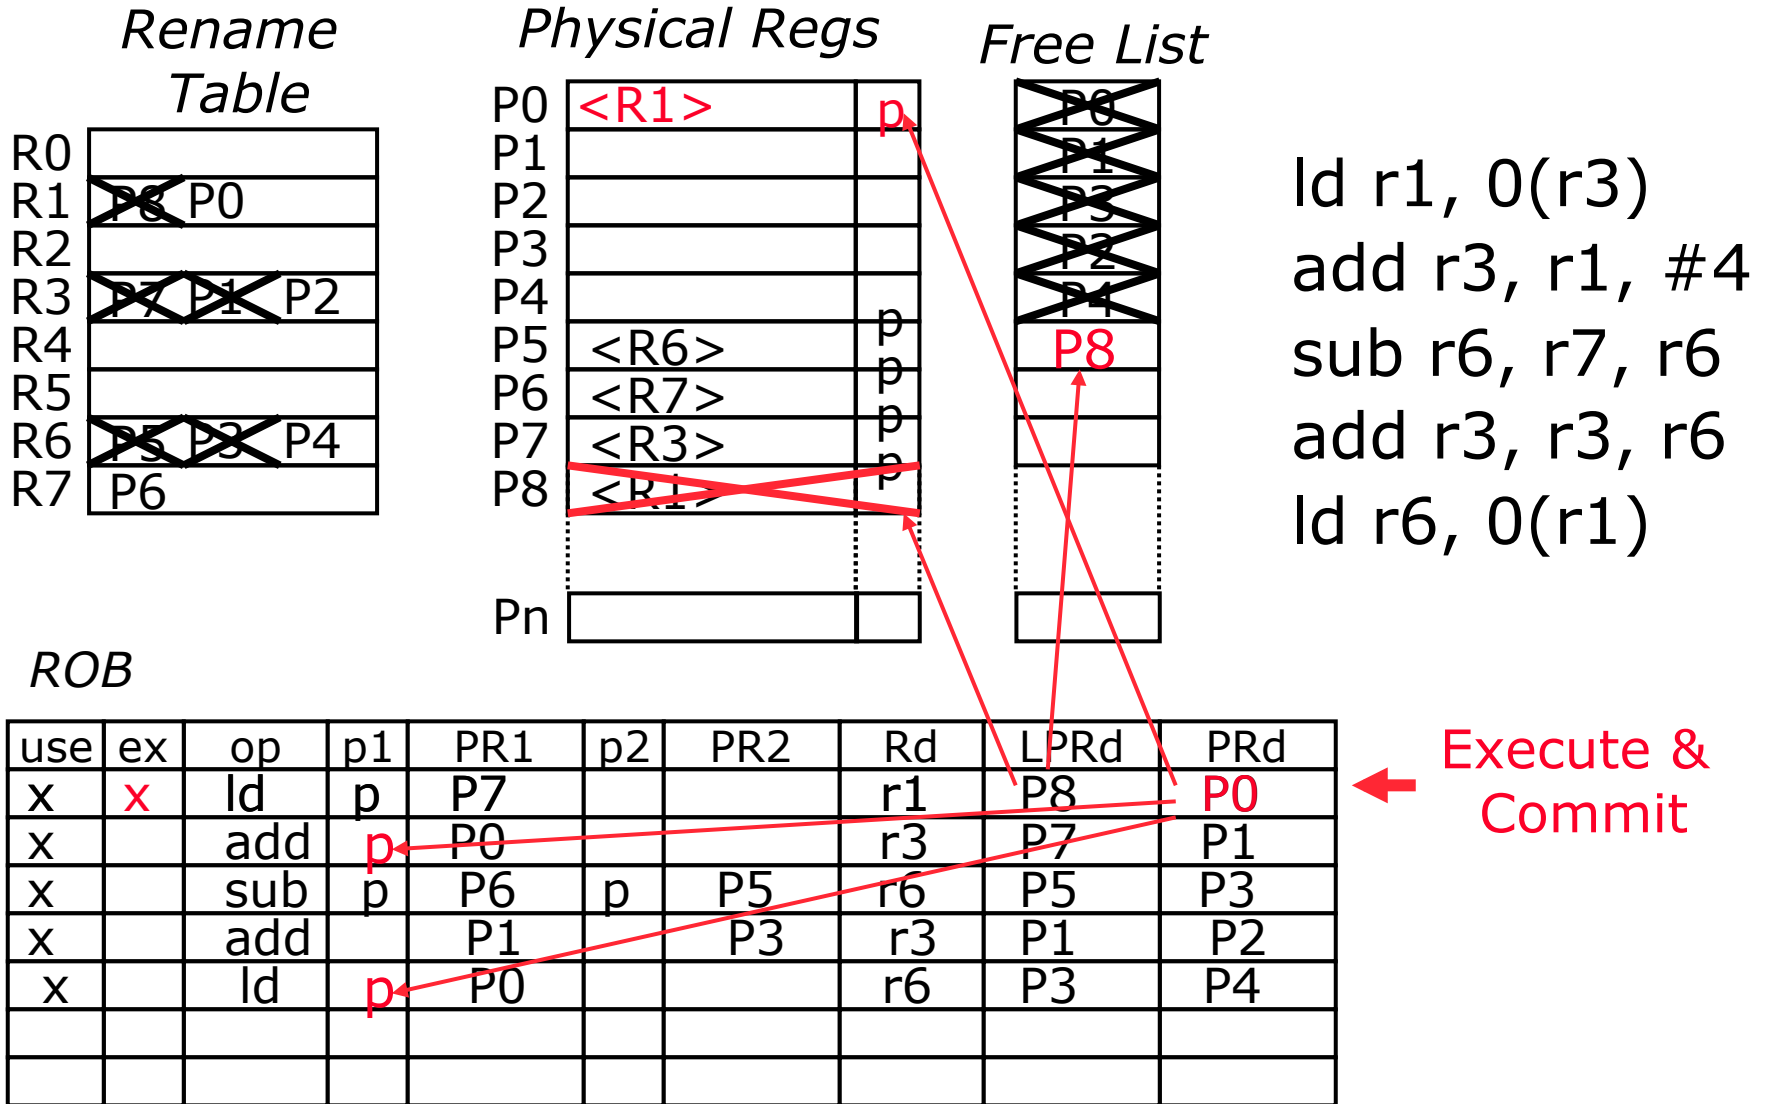 Rename Table
Physical Regs
Free List
R0
R1 P8 P0
R2
R3 P7 P1 P2
R4
R5
R6 P5 P3 P4
R7 P6
P0 <R1> p
P1
P2
P3
P4
P5 <R6> p
P6 <R7> p
P7 <R3> p
P8 <R1> p
Pn
P0
P1
P3
P2
P4
P8
ld r1, 0(r3)
add r3, r1, #4
sub r6, r7, r6
add r3, r3, r6
ld r6, 0(r1)
ROB
use ex op p1 PR1 p2 PR2 Rd LPRd PRd
x x ld p P7 r1 P8 P0
x add p P0 r3 P7 P1
x sub p P6 p P5 r6 P5 P3
x add P1 P3 r3 P1 P2
x ld p P0 r6 P3 P4
Execute &
Commit